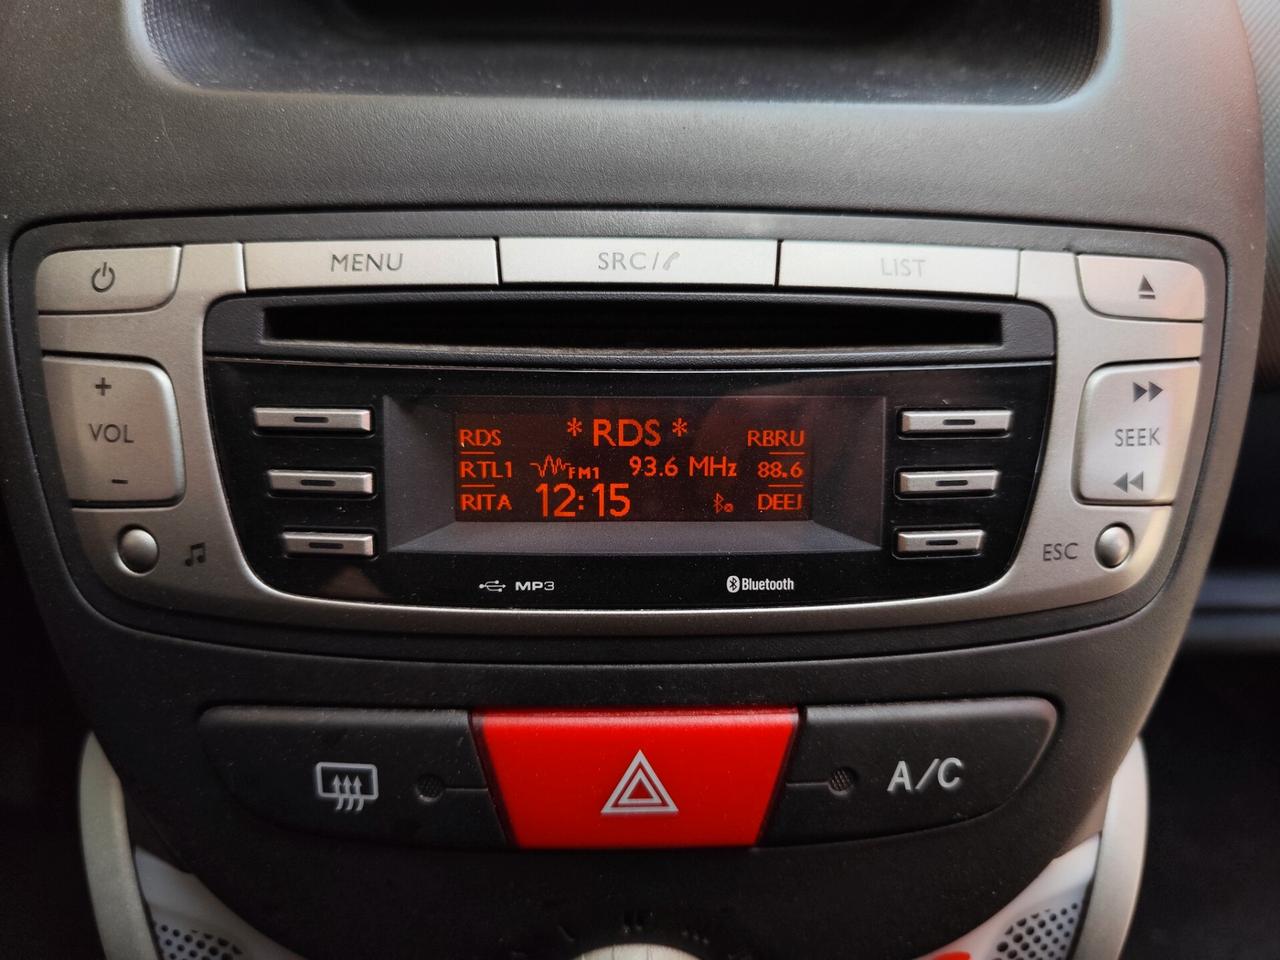 MENU
SRC/
LIST
+
VOL
-
SEEK
RDS
*RDS*
RBRU
RTL1
FM1
93.6 MHz
88.6
RITA
12:15
DEEJ
ESC
MP3
Bluetooth
A/C